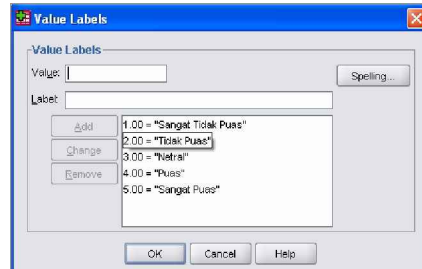 Value Labels
Value Labels
Value:
Spelling...
Label:
Add
1.00 = "Sangat Tidak Puas"
2.00 = "Tidak Puas"
Change
3.00 = "Netral"
Remove
4.00 = "Puas"
5.00 = "Sangat Puas"
OK Cancel Help